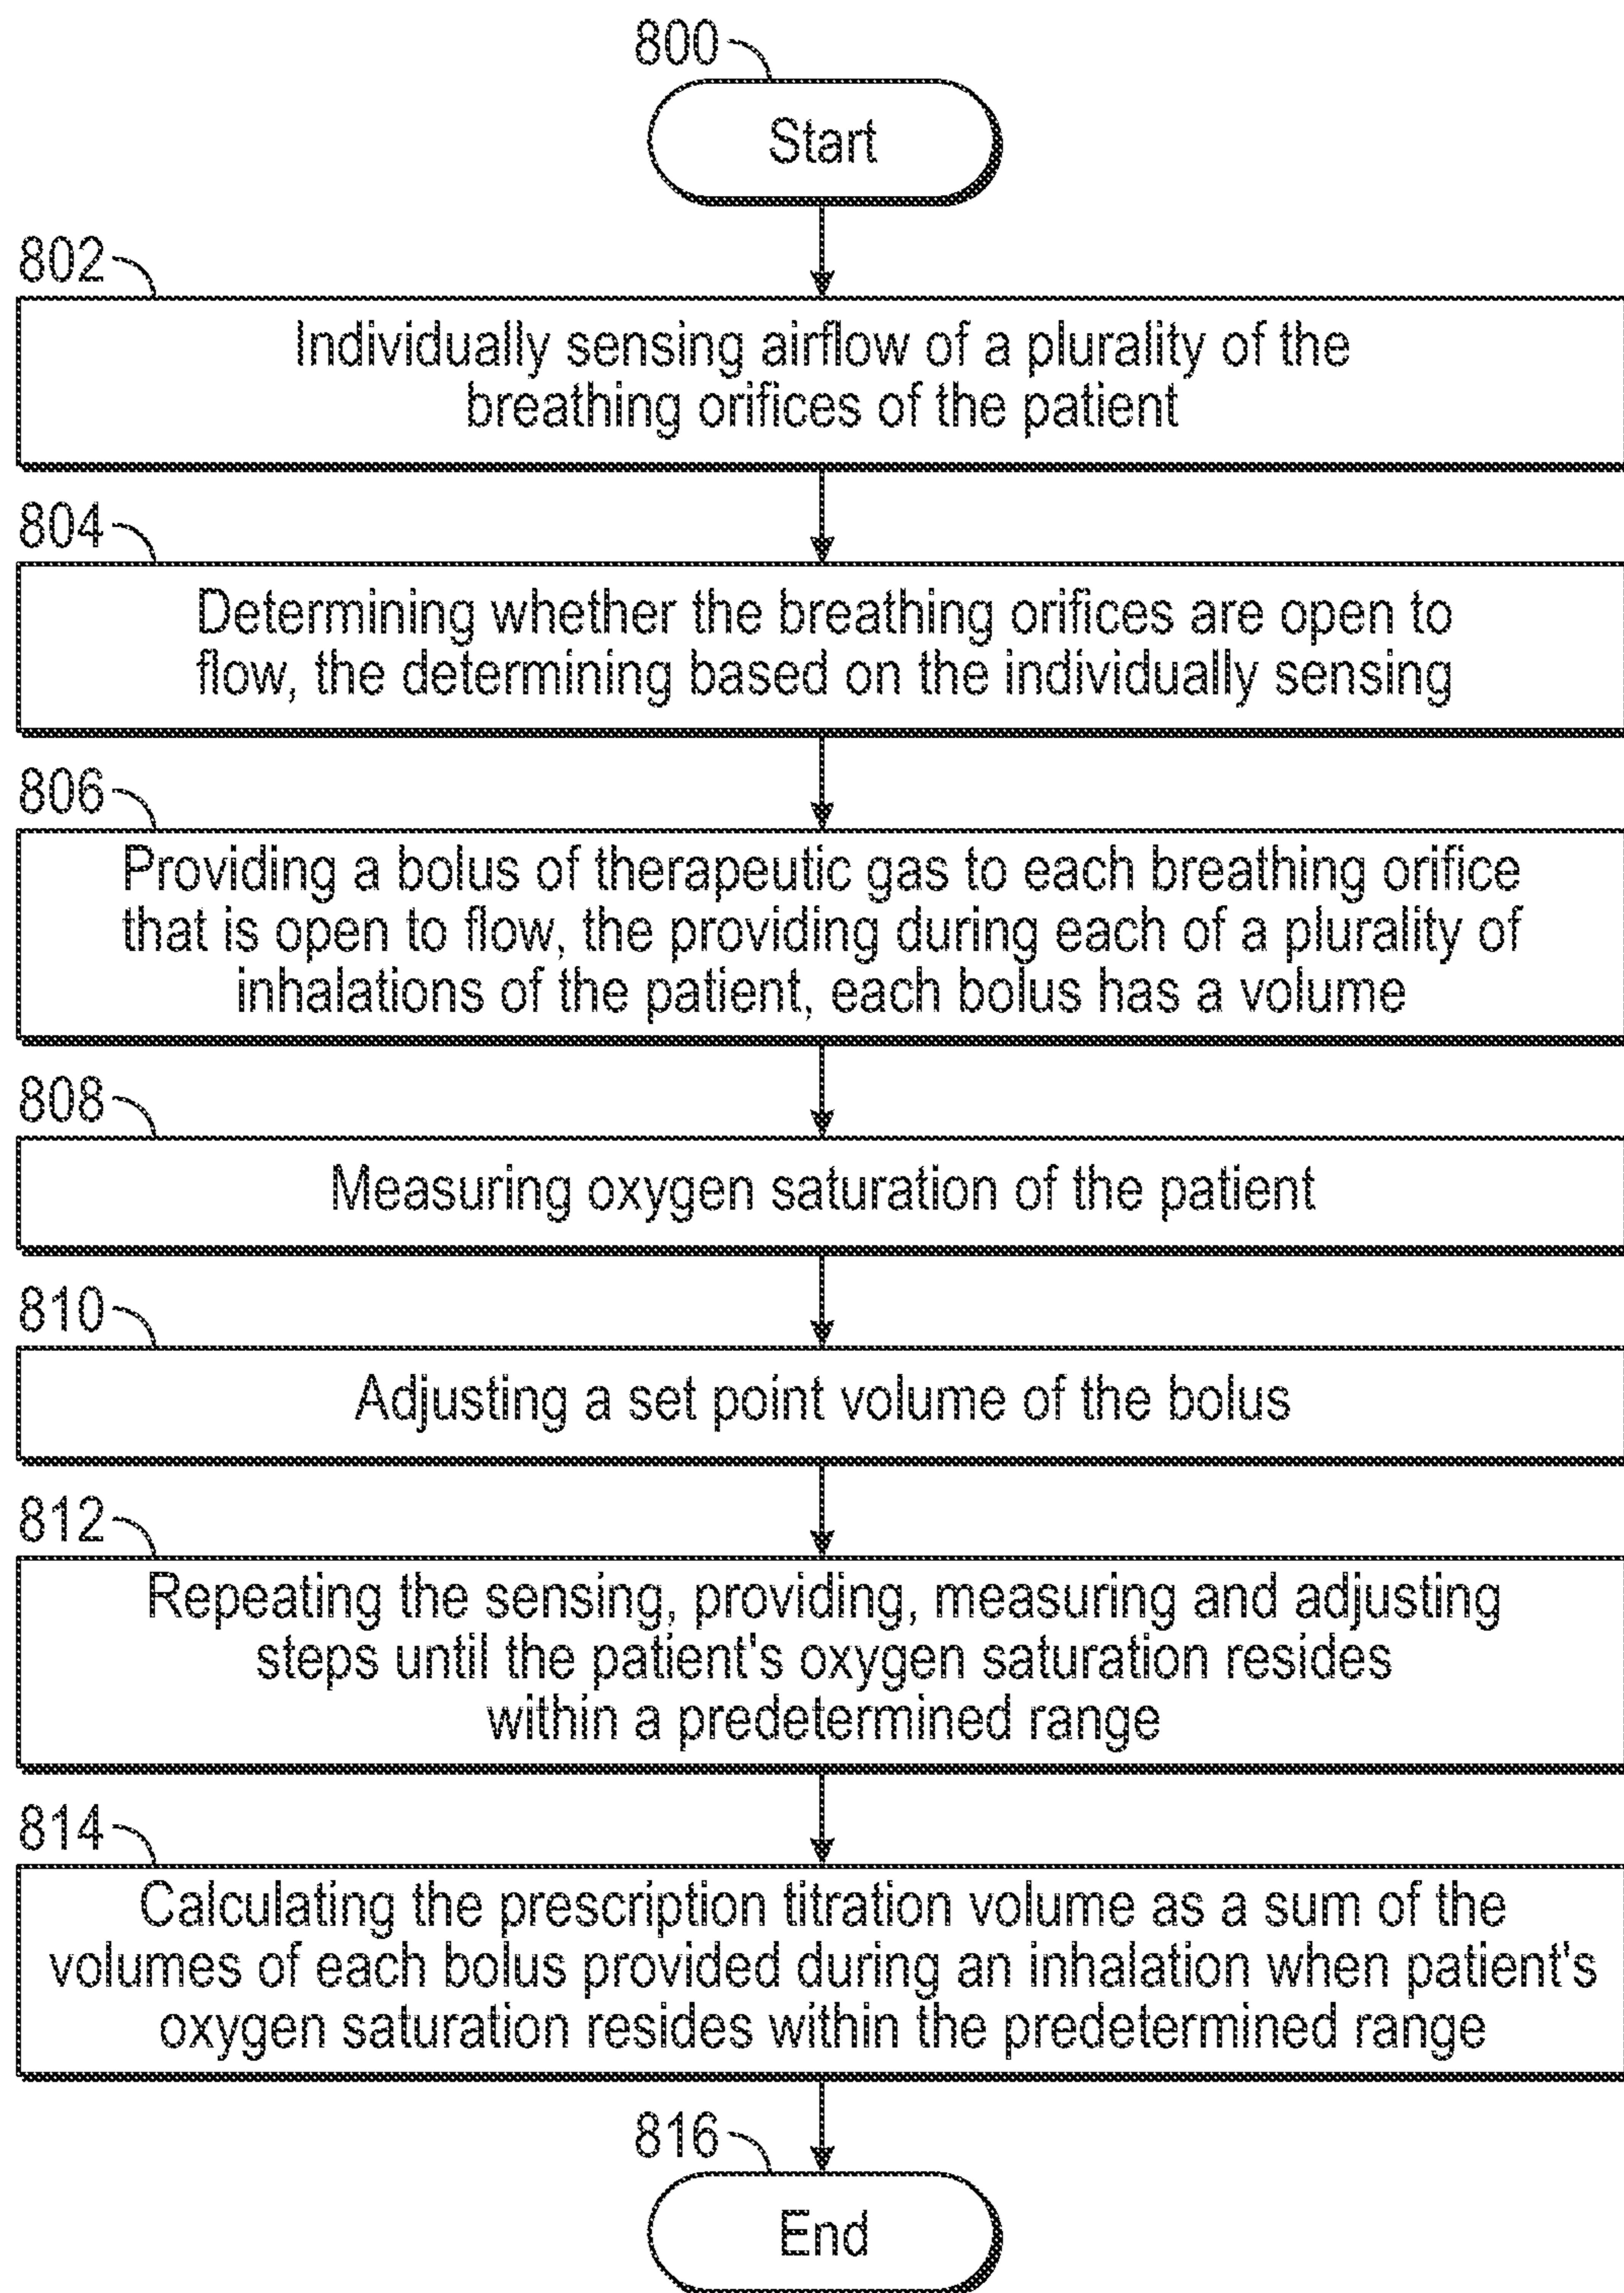 800
Start
802
Individually sensing airflow of a plurality of the
breathing orifices of the patient
804
Determining whether the breathing orifices are open to
flow, the determining based on the individually sensing
806
Providing a bolus of therapeutic gas to each breathing orifice
that is open to flow, the providing during each of a plurality of
inhalations of the patient, each bolus has a volume
808
Measuring oxygen saturation of the patient
810
Adjusting a set point volume of the bolus
812
Repeating the sensing, providing, measuring and adjusting
steps until the patient's oxygen saturation resides
within a predetermined range
814
Calculating the prescription titration volume as a sum of the
volumes of each bolus provided during an inhalation when patient's
oxygen saturation resides within the predetermined range
816
End